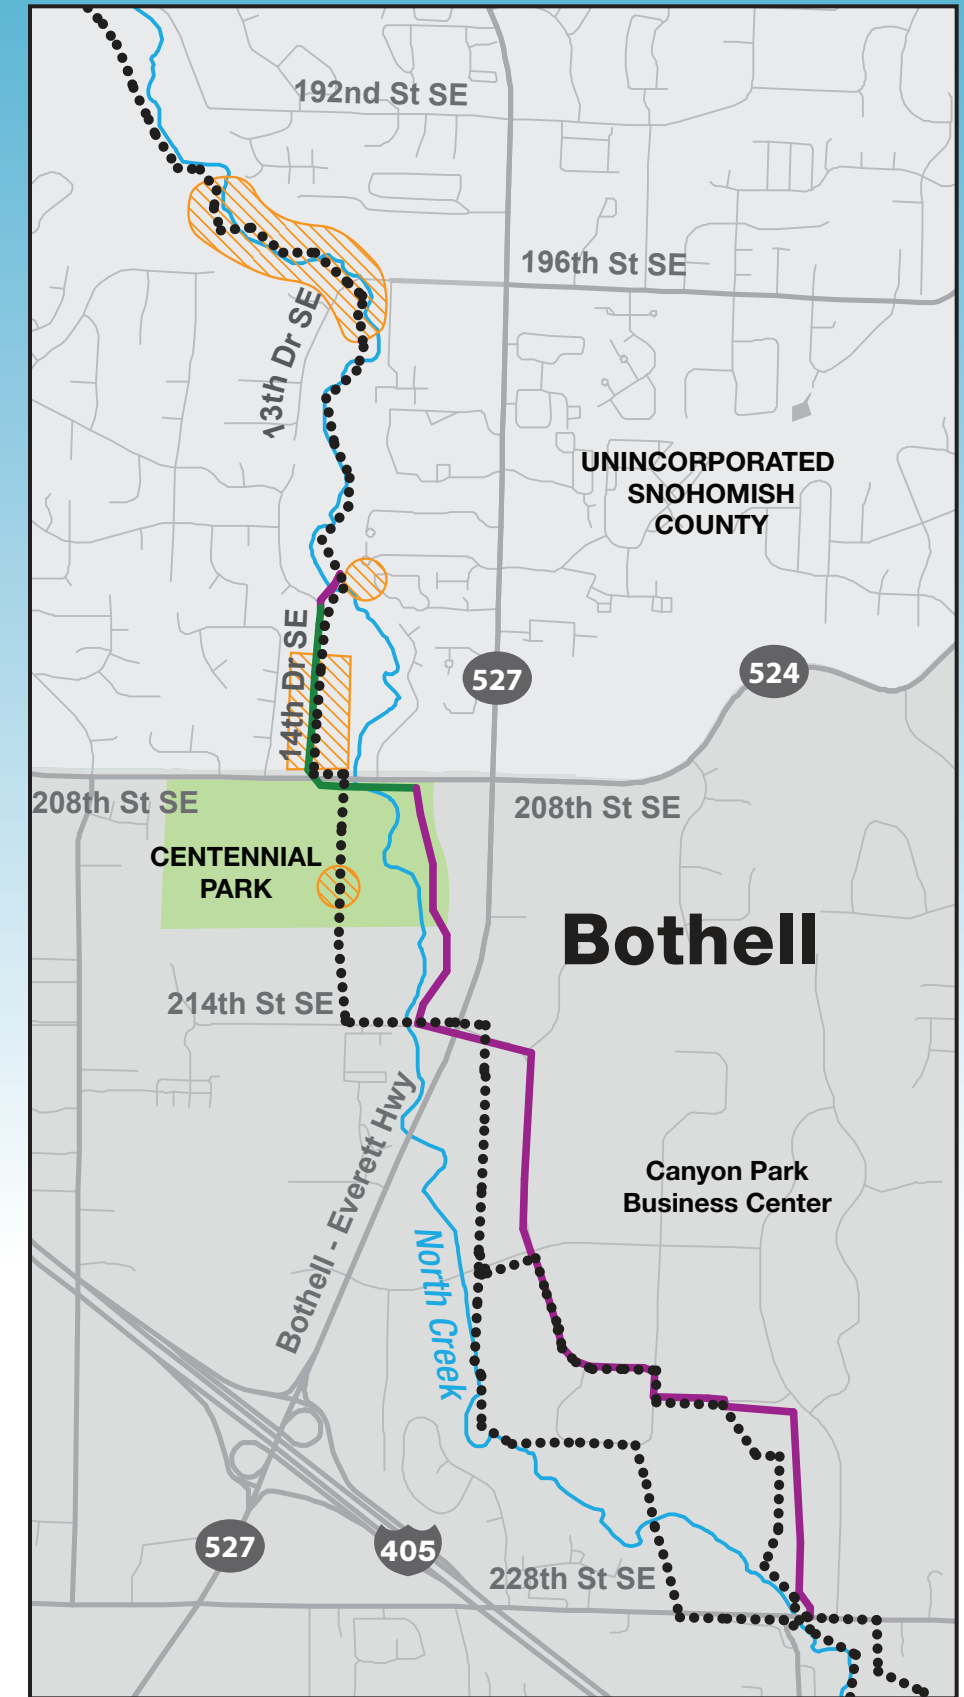 192nd St SE
196th St SE
13th Dr SE
UNINCORPORATED
SNOHOMISH
COUNTY
14th Dr SE
527
524
208th St SE
208th St SE
CENTENNIAL
PARK
Bothell
214th St SE
Bothell - Everett Hwy
Canyon Park
Business Center
North Creek
527
405
228th St SE